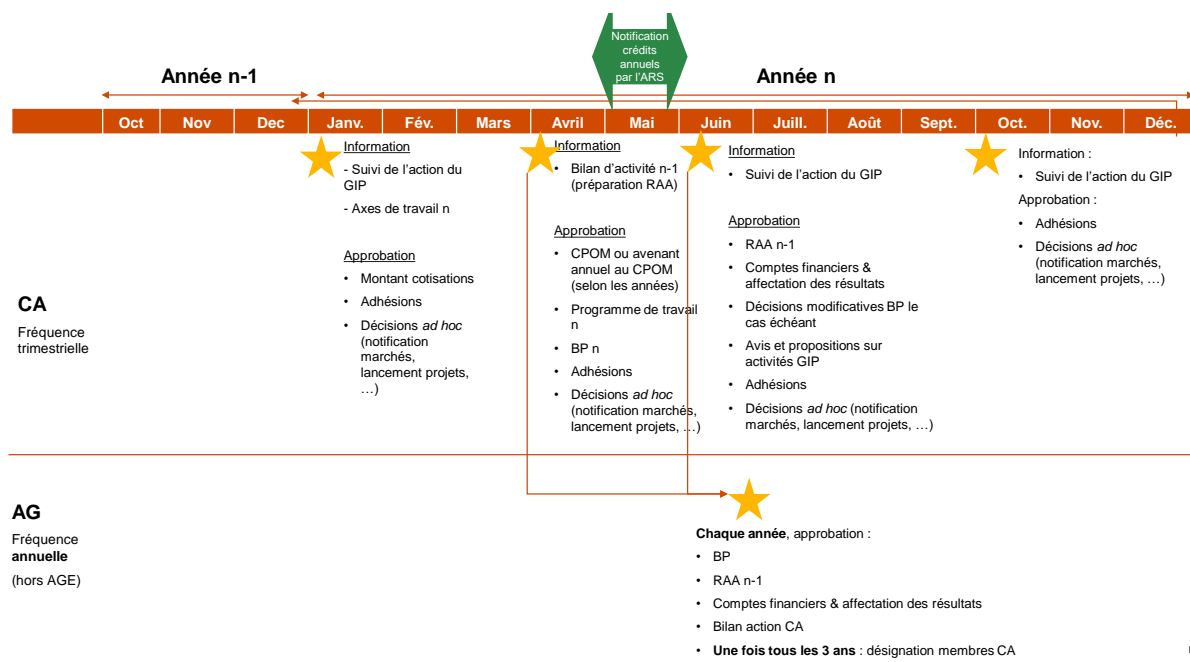 Notification
crédits
annuels
par l'ARS
Année n-1
Année n
Oct Nov Dec Janv. Fév. Mars Avril Mai Juin Juill. Août Sept. Oct. Nov. Déc.
CA
Fréquence
trimestrielle
Information
- Suivi de l'action du
GIP
- Axes de travail n
Approbation
• Montant cotisations
• Adhésions
• Décisions ad hoc
(notification
marchés,
lancement projets,
…)
Information
• Bilan d'activité n-1
(préparation RAA)
Approbation
• CPOM ou avenant
annuel au CPOM
(selon les années)
• Programme de travail
n
• BP n
• Adhésions
• Décisions ad hoc
(notification marchés,
lancement projets, …)
Information
• Suivi de l'action du GIP
Approbation
• RAA n-1
• Comptes financiers &
affectation des résultats
• Décisions modificatives BP le
cas échéant
• Avis et propositions sur
activités GIP
• Adhésions
• Décisions ad hoc (notification
marchés, lancement projets, …)
Information :
• Suivi de l'action du GIP
Approbation :
• Adhésions
• Décisions ad hoc
(notification marchés,
lancement projets, …)
AG
Fréquence
annuelle
(hors AGE)
Chaque année, approbation :
• BP
• RAA n-1
• Comptes financiers & affectation des résultats
• Bilan action CA
• Une fois tous les 3 ans : désignation membres CA